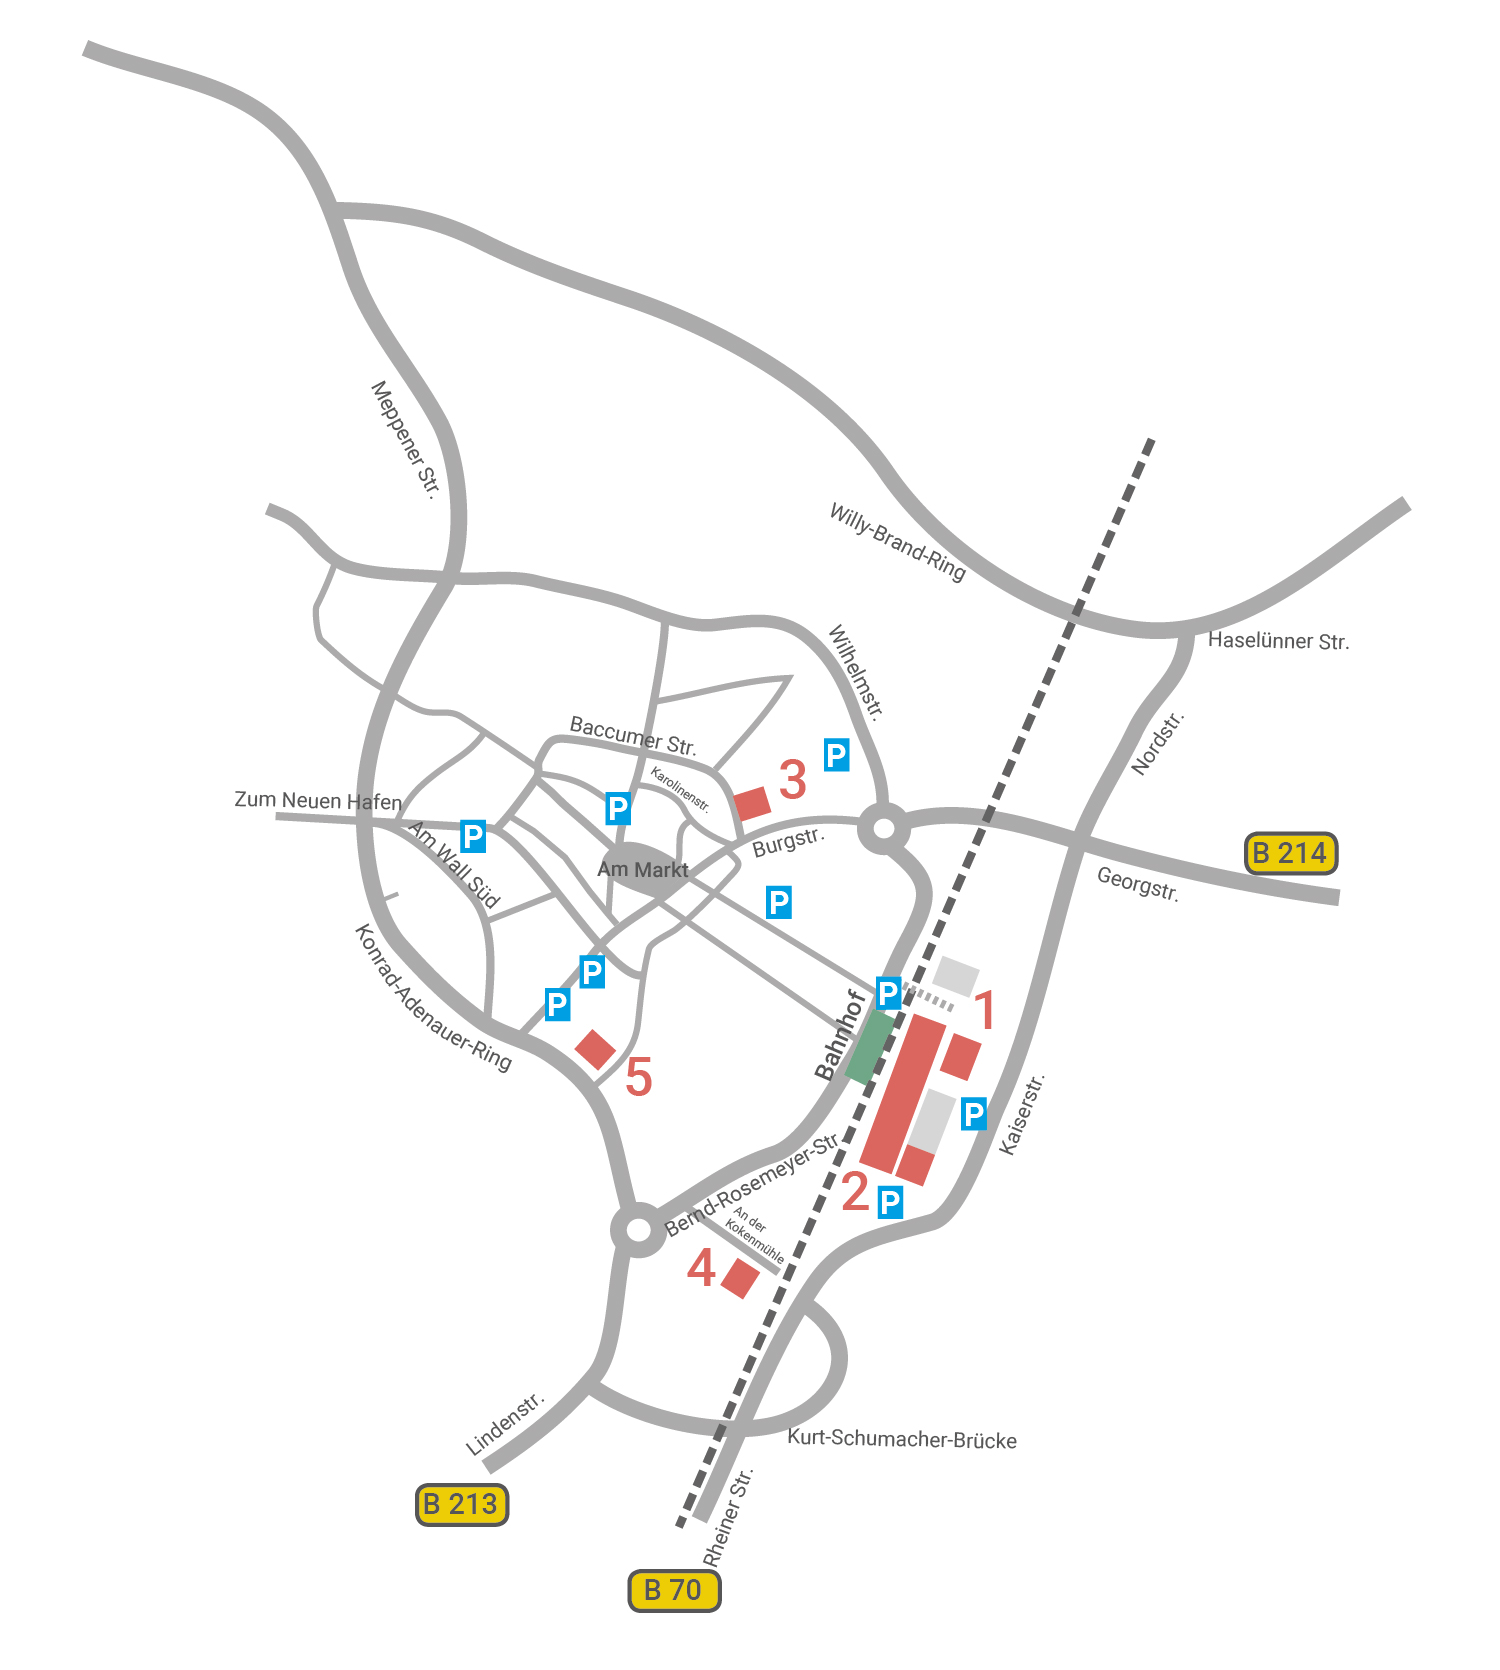 Meppener Str.
Willy-Brand-Ring
Haselünner Str.
Wilhelmstr.
Nordstr.
Baccumer Str.
P
3
Karolinenstr.
Zum Neuen Hafen
P
P
Am Wall Süd
Burgstr.
B 214
Am Markt
Georgstr.
P
Konrad-Adenauer-Ring
P
P
P
Bahnhof
1
5
P
Kaiserstr.
Bernd-Rosemeyer-Str.
2
P
An der
Kokenmühle
4
Lindenstr.
Kurt-Schumacher-Brücke
B 213
Rheiner Str.
B 70